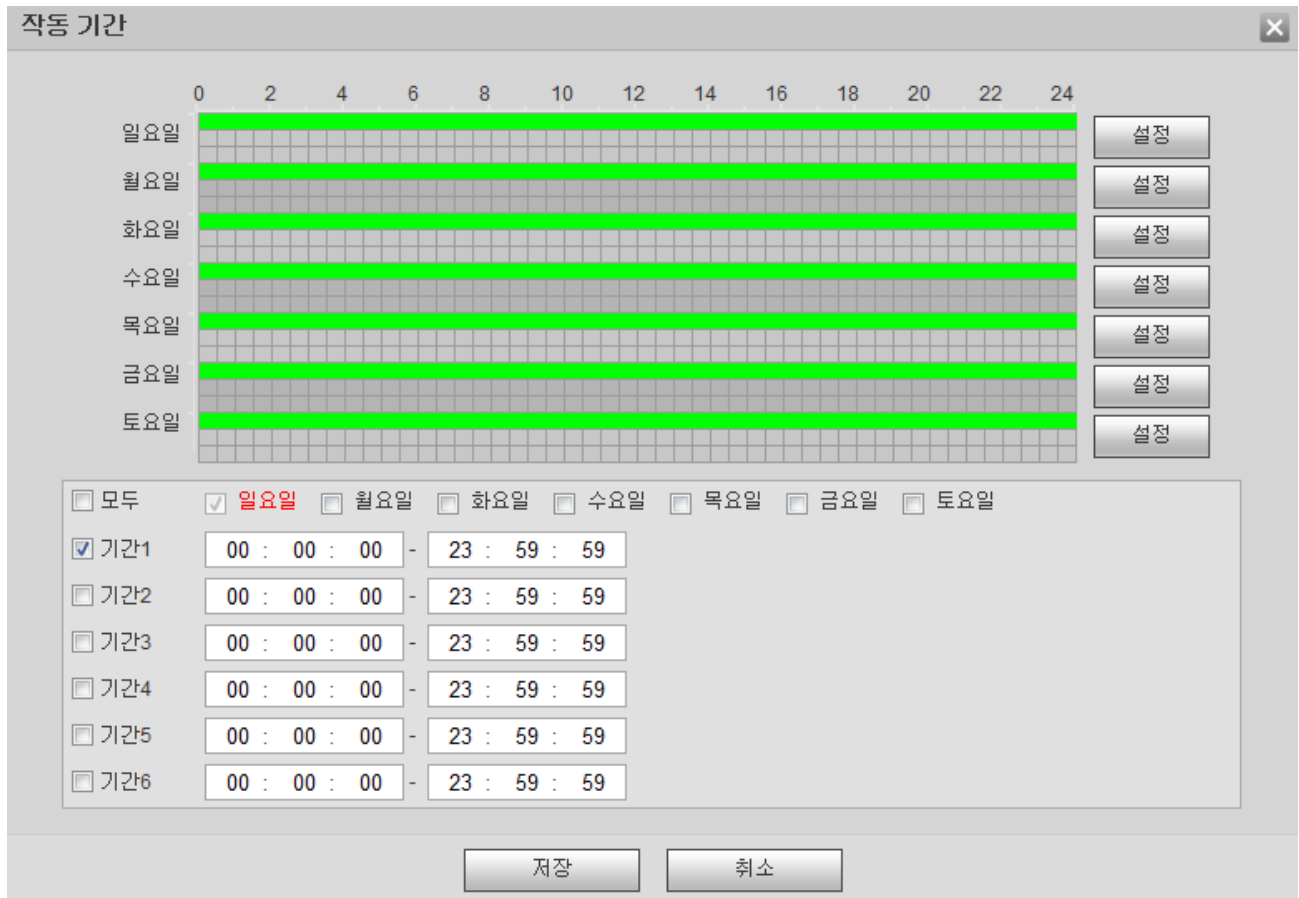 작동 기간
0 2 4 6 8 10 12 14 16 18 20 22 24
일요일 설정
월요일 설정
화요일 설정
수요일 설정
목요일 설정
금요일 설정
토요일 설정
모두 일요일 월요일 화요일 수요일 목요일 금요일 토요일
기간1 00 : 00 : 00 - 23 : 59 : 59
기간2 00 : 00 : 00 - 23 : 59 : 59
기간3 00 : 00 : 00 - 23 : 59 : 59
기간4 00 : 00 : 00 - 23 : 59 : 59
기간5 00 : 00 : 00 - 23 : 59 : 59
기간6 00 : 00 : 00 - 23 : 59 : 59
저장 취소